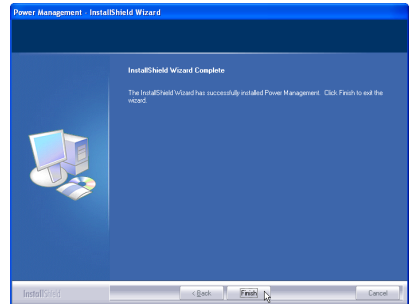 Power Management - InstallShield Wizard
InstallShield Wizard Complete
The InstallShield Wizard has successfully installed Power Management. Click Finish to exit the
wizard.
InstallShield
< Back
Finish
Cancel